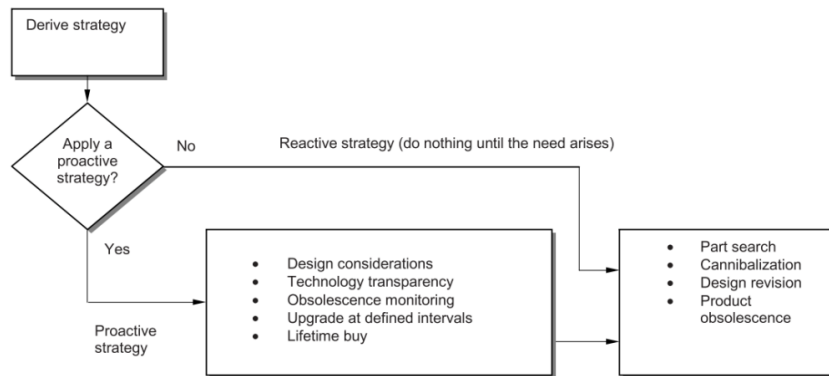 Derive strategy
Apply a
proactive
strategy?
No
Reactive strategy (do nothing until the need arises)
Yes
Proactive
strategy
• Design considerations
• Technology transparency
• Obsolescence monitoring
• Upgrade at defined intervals
• Lifetime buy
• Part search
• Cannibalization
• Design revision
• Product
obsolescence